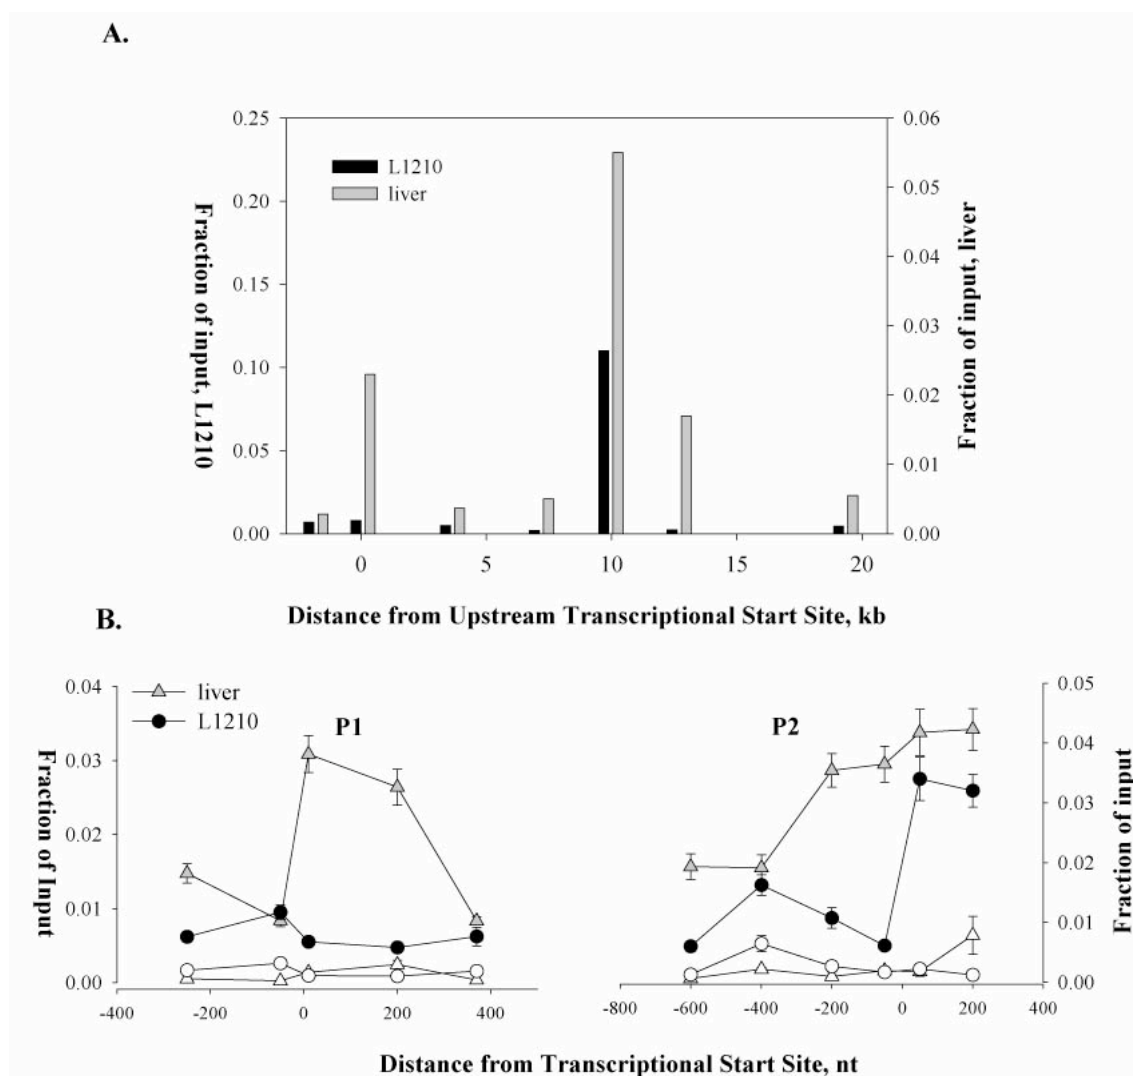 A.
0.25
0.20
0.15
0.10
0.05
0.00
Fraction of input, L1210
L1210
liver
0.06
0.05
0.04
0.03
0.02
0.01
0.00
Fraction of input, liver
0 5 10 15 20
Distance from Upstream Transcriptional Start Site, kb
B.
0.04
0.03
0.02
0.01
0.00
Fraction of Input
liver
L1210
P1
-400 -200 0 200 400
P2
0.05
0.04
0.03
0.02
0.01
0.00
Fraction of input
-800 -600 -400 -200 0 200 400
Distance from Transcriptional Start Site, nt